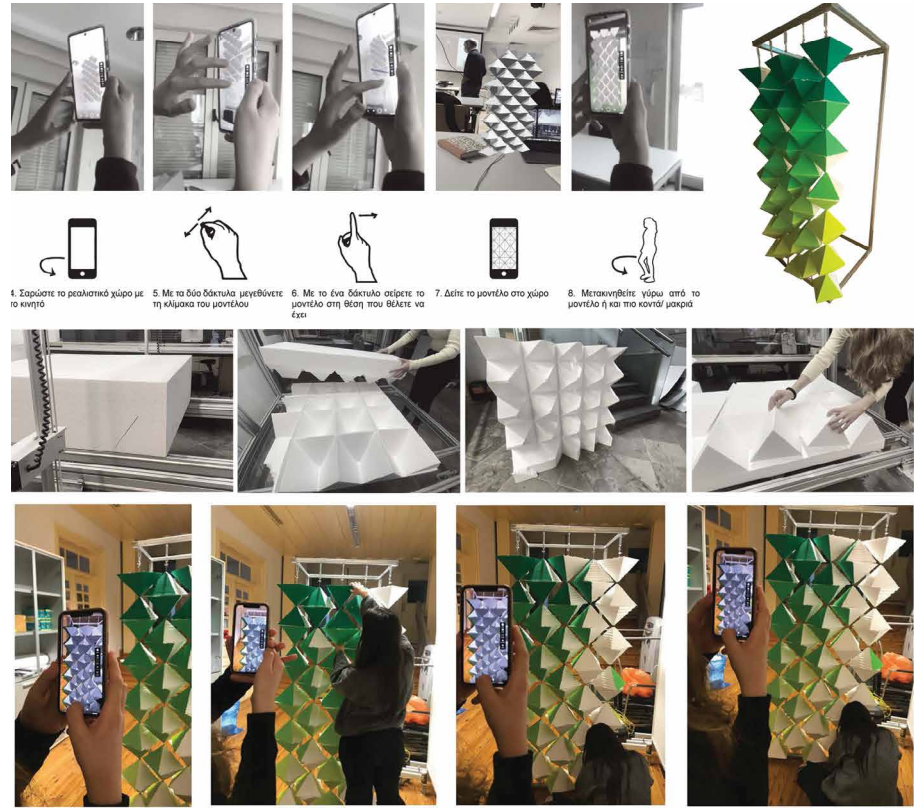 4. Σαρώστε το ρεαλιστικό χώρο με
το κινητό
5. Με τα δύο δάκτυλα μεγεθύνετε
τη κλίμακα του μοντέλου
6. Με το ένα δάκτυλο σείρετε το
μοντέλο στη θέση που θέλετε να
έχει
7. Δείτε το μοντέλο στο χώρο
8. Μετακινηθείτε γύρω από το
μοντέλο ή και πιο κοντά/ μακριά